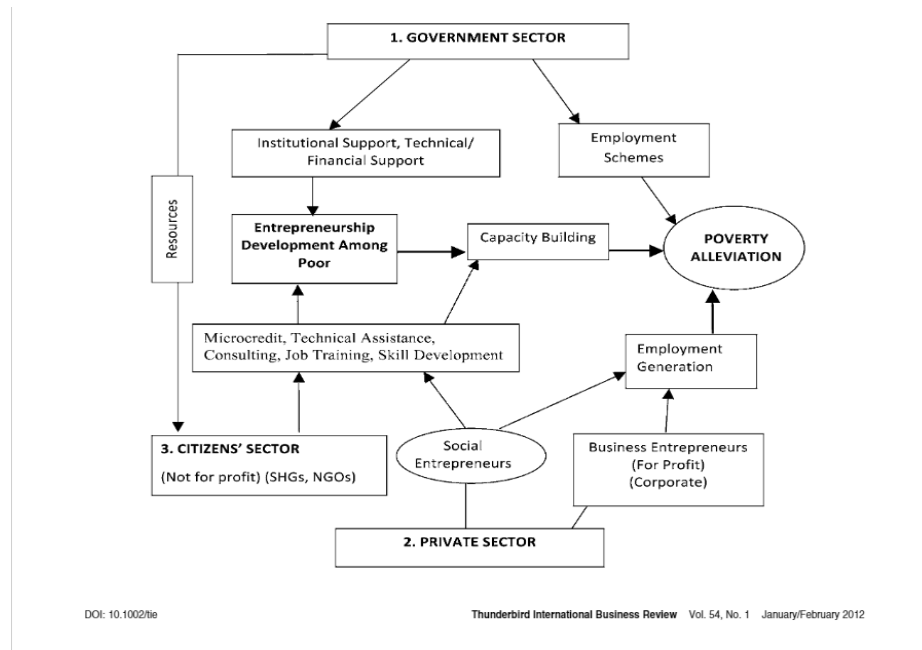 1. GOVERNMENT SECTOR
Institutional Support, Technical/
Financial Support
Employment
Schemes
Resources
Entrepreneurship
Development Among
Poor
Capacity Building
POVERTY
ALLEVIATION
Microcredit, Technical Assistance,
Consulting, Job Training, Skill Development
Employment
Generation
3. CITIZENS’ SECTOR
(Not for profit) (SHGs, NGOs)
Social
Entrepreneurs
Business Entrepreneurs
(For Profit)
(Corporate)
2. PRIVATE SECTOR
DOI: 10.1002/tie
Thunderbird International Business Review Vol. 54, No. 1 January/February 2012